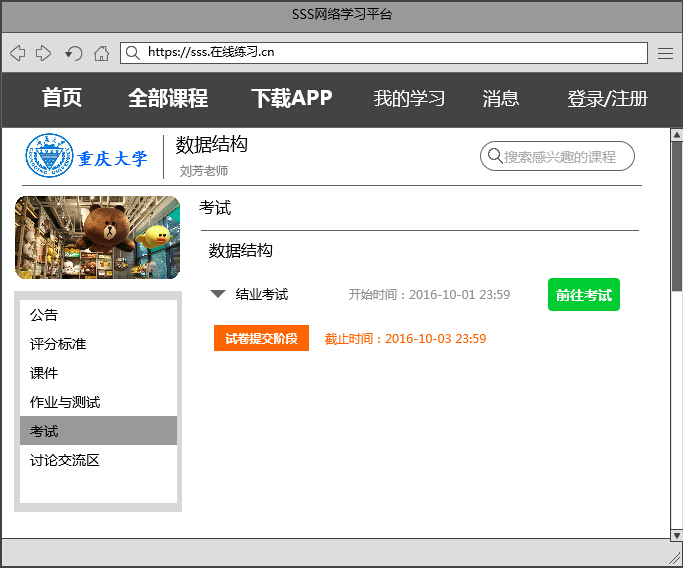 SSS网络学习平台
https://sss.在线练习.cn
首页 全部课程 下载APP 我的学习 消息 登录/注册
重庆大学
数据结构
刘芳老师
搜索感兴趣的课程
考试
数据结构
结业考试 开始时间：2016-10-01 23:59 前往考试
试卷提交阶段 截止时间：2016-10-03 23:59
公告
评分标准
课件
作业与测试
考试
讨论交流区